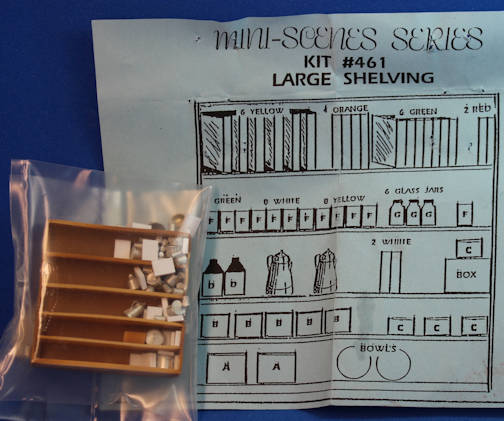 MINI-SCENES SERIES
KIT #461
LARGE SHELVING
6 YELLOW 4 ORANGE 6 GREEN 2 RED
GREEN 8 WHITE 8 YELLOW 6 GLASS JARS
F F F F F F F F F F G G G F
2 WHITE C
D D BOX
B B B B B C C C
A A BOWLS